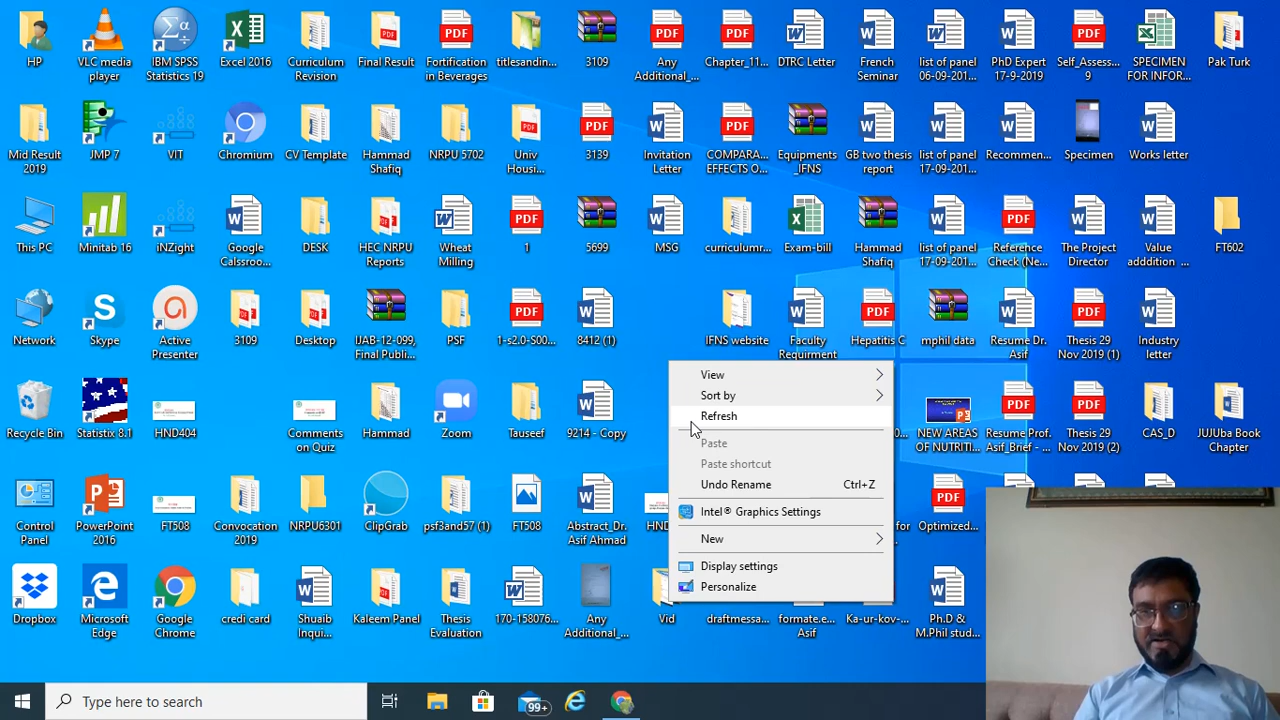 HP
VLC media
player
IBM SPSS
Statistics 19
Excel 2016
Curriculum
Revision
Final Result
Fortification
in Beverages
titlesandin...
3109
Any
Additional_...
Chapter_11...
DTRC Letter
French
Seminar
list of panel
06-09-201...
PhD Expert
17-9-2019
Self_Assess...
9
SPECIMEN
FOR INFOR...
Pak Turk
Mid Result
2019
JMP 7
VIT
Chromium
CV Template
Hammad
Shafiq
NRPU 5702
Univ
Housi...
3139
Invitation
Letter
COMPARA...
EFFECTS O...
Equipments
_IFNS
GB two thesis
report
list of panel
17-09-201...
Recommen...
Specimen
Works letter
This PC
Minitab 16
iNZight
Google
Calssroo...
DESK
HEC NRPU
Reports
Wheat
Milling
1
5699
MSG
curriculumr...
Exam-bill
Hammad
Shafiq
list of panel
17-09-201...
Reference
Check (Ne...
The Project
Director
Value
adddition _...
FT602
Network
Skype
Active
Presenter
3109
Desktop
IJAB-12-099,
Final Publi...
PSF
1-s2.0-S00...
8412 (1)
IFNS website
Faculty
Requirment
Hepatitis C
mphil data
Resume Dr.
Asif
Thesis 29
Nov 2019 (1)
Industry
letter
Recycle Bin
Statistix 8.1
HND404
Comments
on Quiz
Hammad
Zoom
Tauseef
9214 - Copy
NEW AREAS
OF NUTRITI...
Resume Prof.
Asif_Brief - ...
Thesis 29
Nov 2019 (2)
CAS_D
JUJUba Book
Chapter
View
Sort by
Refresh
Paste
Paste shortcut
Undo Rename Ctrl+Z
Intel® Graphics Settings
New
Display settings
Personalize
Control
Panel
PowerPoint
2016
FT508
Convocation
2019
NRPU6301
ClipGrab
psf3and57 (1)
FT508
Abstract_Dr.
Asif Ahmad
for
Optimized...
Dropbox
Microsoft
Edge
Google
Chrome
credi card
Shuaib
Inqui...
Kaleem Panel
Thesis
Evaluation
170-158076...
Any
Additional_...
Vid
draftmessa...
formate.e...
Asif
Ka-ur-kov-...
Ph.D &
M.Phil stud...
Type here to search
99+